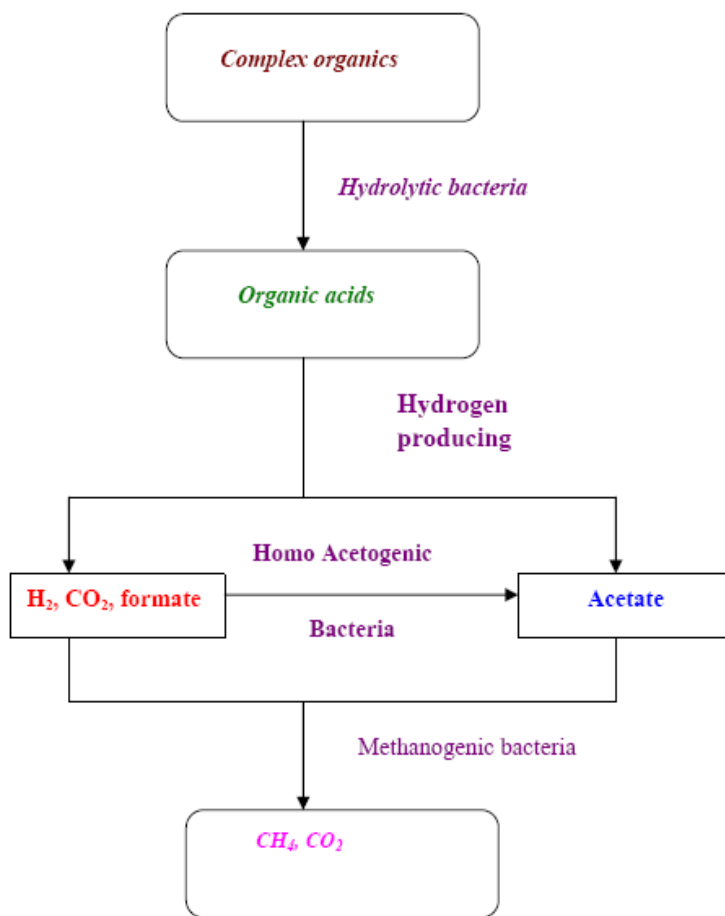 Complex organics
Hydrolytic bacteria
Organic acids
Hydrogen
producing
Homo Acetogenic
H₂, CO₂, formate
Acetate
Bacteria
Methanogenic bacteria
CH₄, CO₂